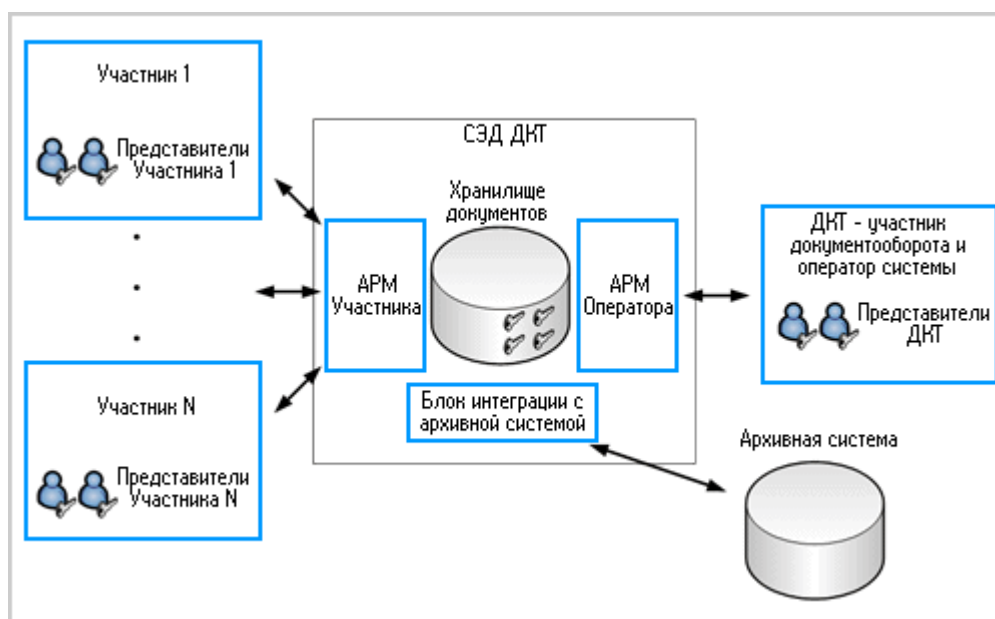 Участник 1
Представители
Участника 1
СЭД ДКТ
Хранилище
документов
АРМ
Участника
АРМ
Оператора
ДКТ - участник
документооборота и
оператор системы
Представители
ДКТ
Блок интеграции с
архивной системой
Участник N
Представители
Участника N
Архивная система